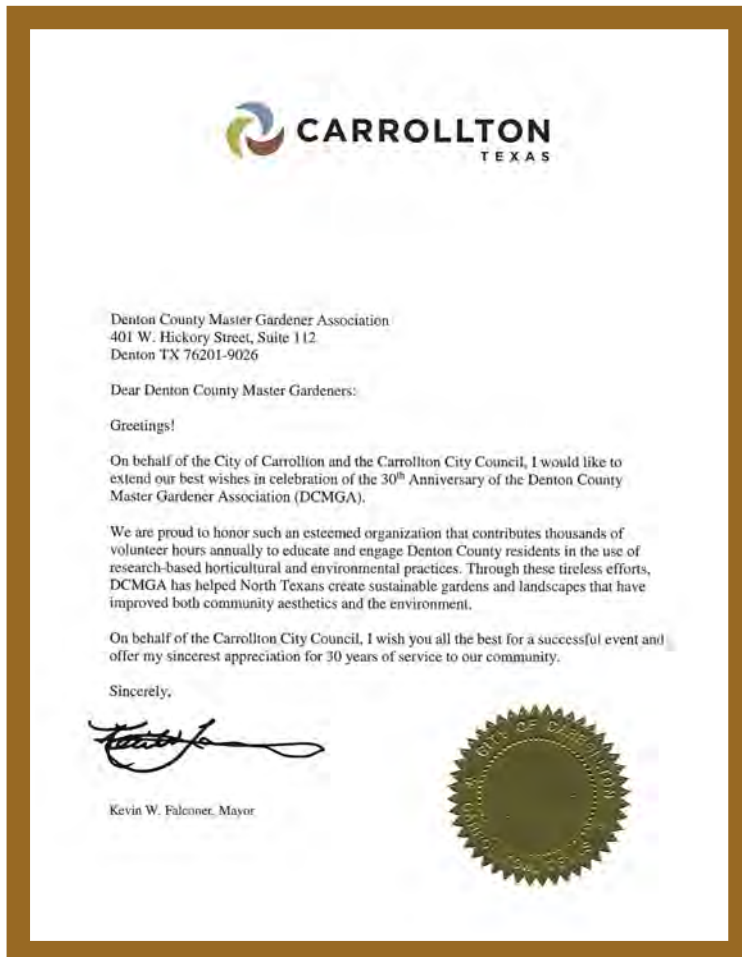 CARROLLTON
TEXAS
Denton County Master Gardener Association
401 W. Hickory Street, Suite 112
Denton TX 76201-9026
Dear Denton County Master Gardeners:
Greetings!
On behalf of the City of Carrollton and the Carrollton City Council, I would like to
extend our best wishes in celebration of the 30th Anniversary of the Denton County
Master Gardener Association (DCMGA).
We are proud to honor such an esteemed organization that contributes thousands of
volunteer hours annually to educate and engage Denton County residents in the use of
research-based horticultural and environmental practices. Through these tireless efforts,
DCMGA has helped North Texans create sustainable gardens and landscapes that have
improved both community aesthetics and the environment.
On behalf of the Carrollton City Council, I wish you all the best for a successful event and
offer my sincerest appreciation for 30 years of service to our community.
Sincerely,
Kevin W. Falconer, Mayor
CITY OF CARROLLTON